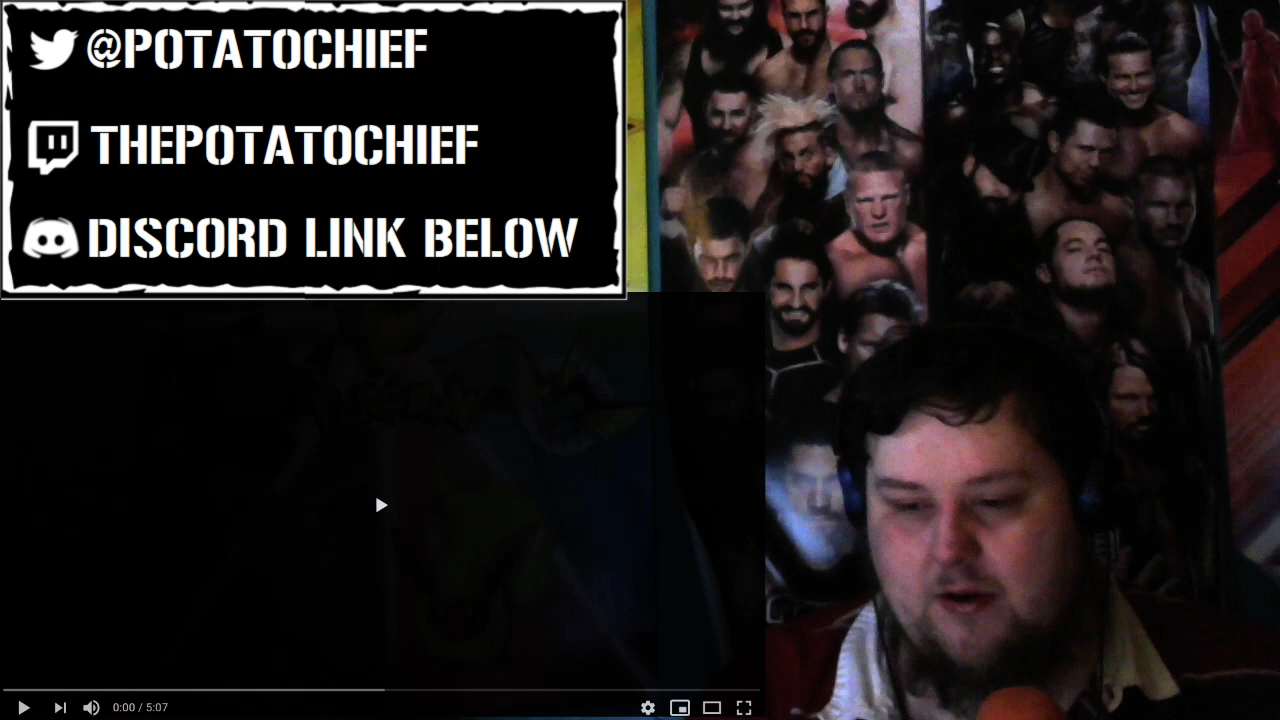 @POTATOCHIEF
THEPOTATOCHIEF
DISCORD LINK BELOW
0:00 / 5:07